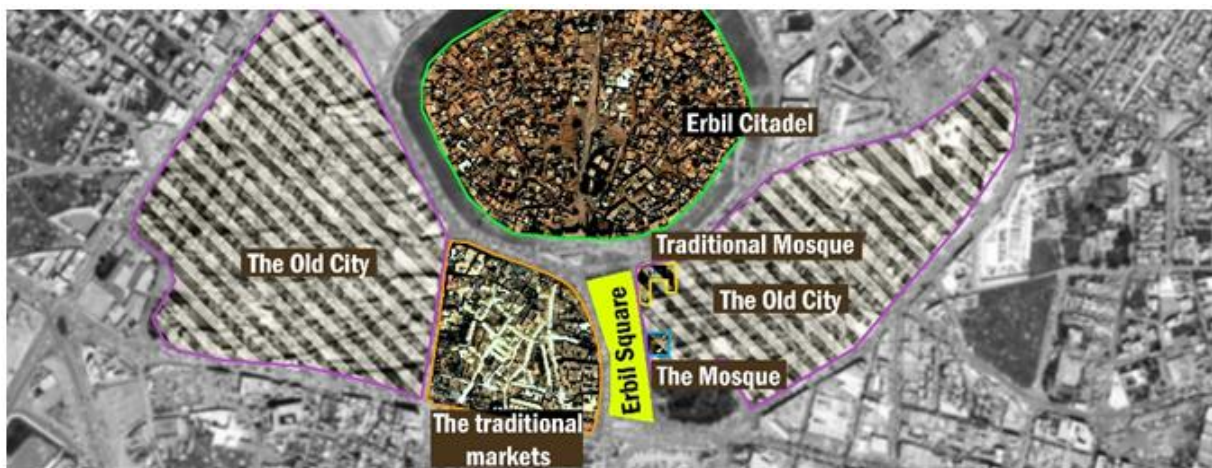 Erbil Citadel
Traditional Mosque
The Old City
The Old City
Erbil Square
The Mosque
The traditional
markets